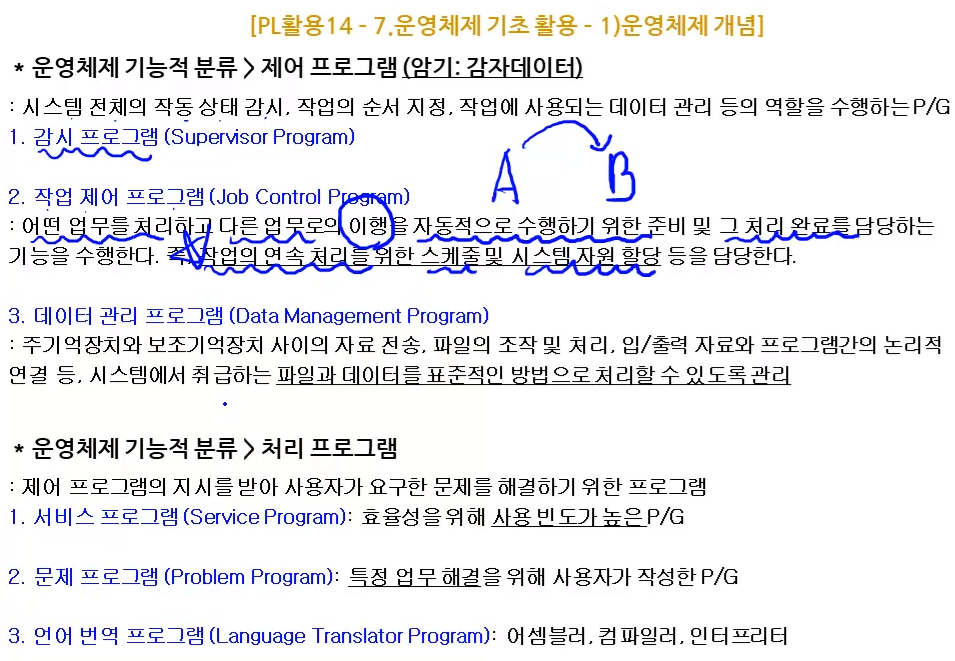 [PL활용14 - 7.운영체제 기초 활용 - 1)운영체제 개념]
* 운영체제 기능적 분류 > 제어 프로그램 (암기: 감자데이터)
: 시스템 전체의 작동 상태 감시, 작업의 순서 지정, 작업에 사용되는 데이터 관리 등의 역할을 수행하는 P/G
1. 감시 프로그램 (Supervisor Program)
A B
2. 작업 제어 프로그램 (Job Control Program)
: 어떤 업무를 처리하고 다른 업무로의 이행을 자동적으로 수행하기 위한 준비 및 그 처리 완료를 담당하는
기능을 수행한다. 즉, 작업의 연속 처리를 위한 스케줄 및 시스템 자원 할당 등을 담당한다.
3. 데이터 관리 프로그램 (Data Management Program)
: 주기억장치와 보조기억장치 사이의 자료 전송, 파일의 조작 및 처리, 입/출력 자료와 프로그램간의 논리적
연결 등, 시스템에서 취급하는 파일과 데이터를 표준적인 방법으로 처리할 수 있도록 관리
* 운영체제 기능적 분류 > 처리 프로그램
: 제어 프로그램의 지시를 받아 사용자가 요구한 문제를 해결하기 위한 프로그램
1. 서비스 프로그램 (Service Program): 효율성을 위해 사용 빈도가 높은 P/G
2. 문제 프로그램 (Problem Program): 특정 업무 해결을 위해 사용자가 작성한 P/G
3. 언어 번역 프로그램 (Language Translator Program): 어셈블러, 컴파일러, 인터프리터